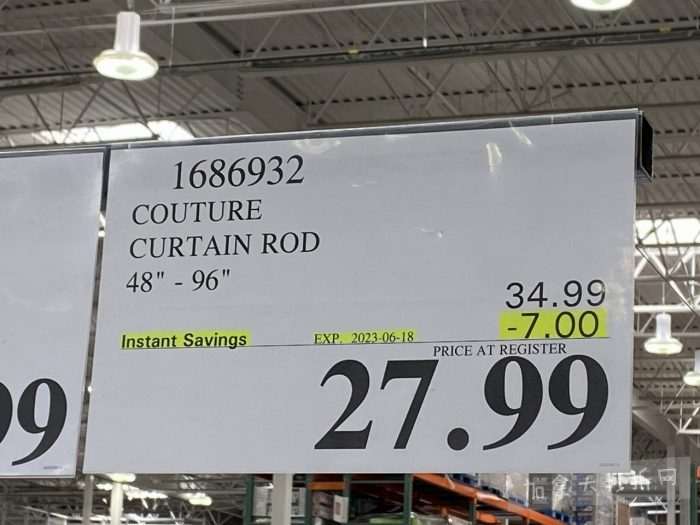 1686932
COUTURE
CURTAIN ROD
48" - 96"
34.99
-7.00
Instant Savings EXP. 2023-06-18
PRICE AT REGISTER
27.99
99